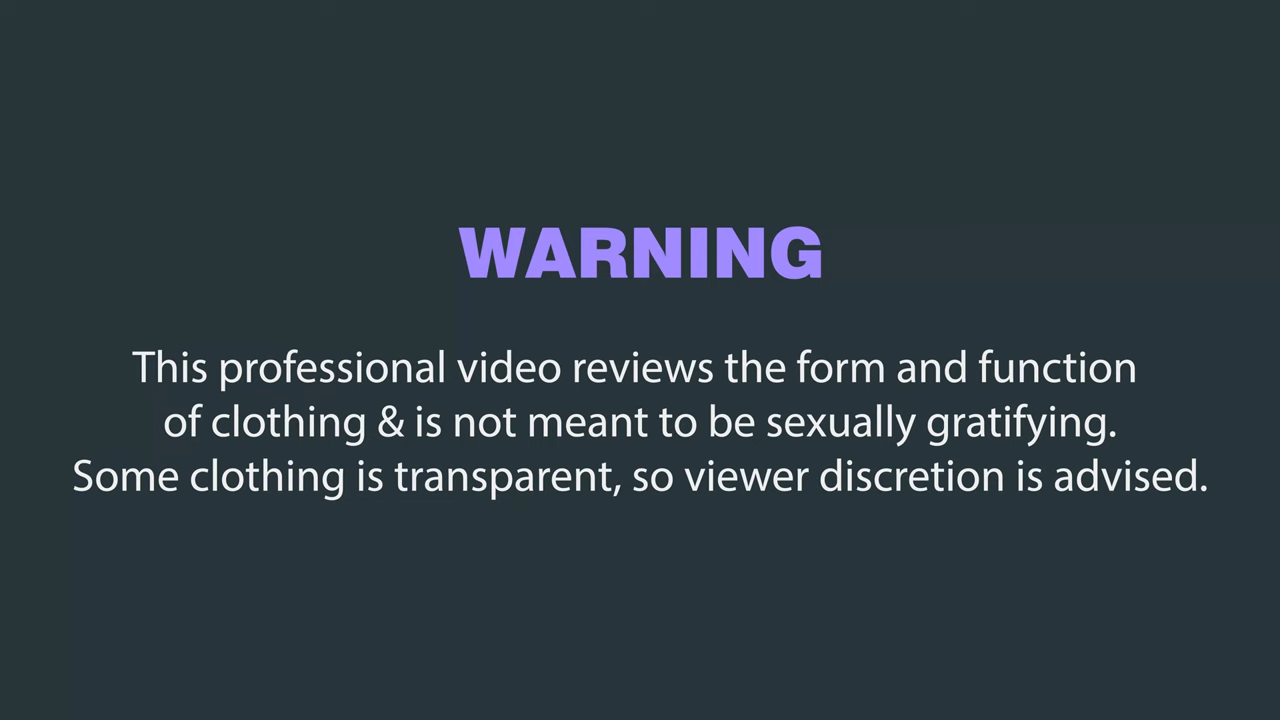 WARNING
This professional video reviews the form and function
of clothing & is not meant to be sexually gratifying.
Some clothing is transparent, so viewer discretion is advised.